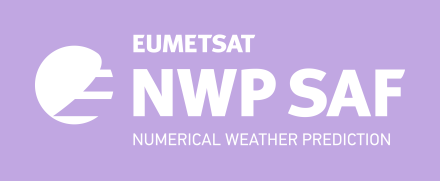 EUMETSAT
NWP SAF
NUMERICAL WEATHER PREDICTION